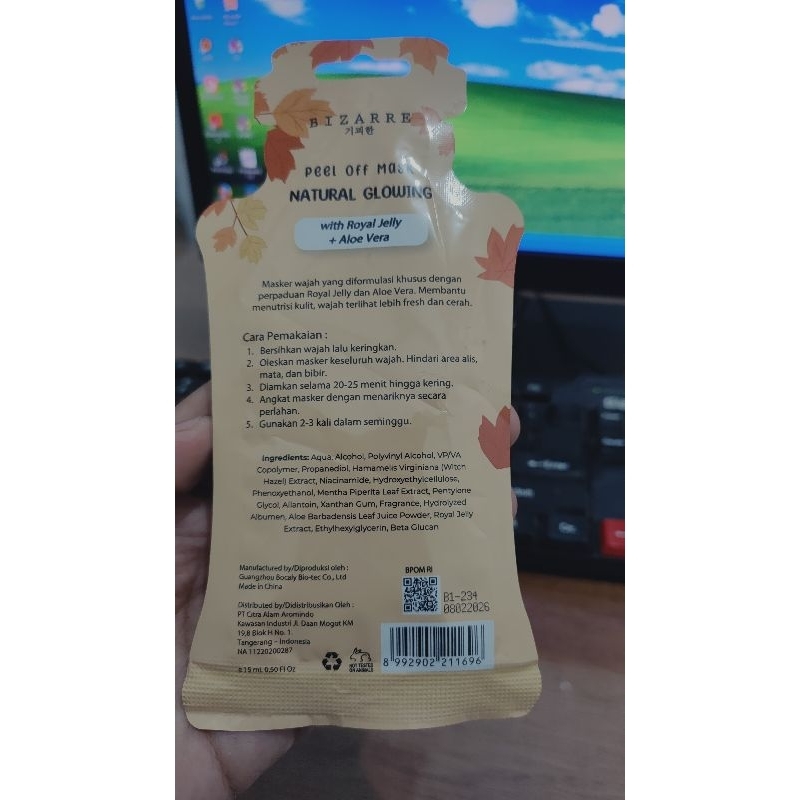 BIZARRE
기뵈한
Peel Off Mask
NATURAL GLOWING
with Royal Jelly
+ Aloe Vera
Masker wajah yang diformulasi khusus dengan
perpaduan Royal Jelly dan Aloe Vera. Membantu
menutrisi kulit, wajah terlihat lebih fresh dan cerah.
Cara Pemakaian :
1. Bersihkan wajah lalu keringkan.
2. Oleskan masker keseluruh wajah. Hindari area alis,
mata, dan bibir.
3. Diamkan selama 20-25 menit hingga kering.
4. Angkat masker dengan menariknya secara
perlahan.
5. Gunakan 2-3 kali dalam seminggu.
Ingredients: Aqua, Alcohol, Polyvinyl Alcohol, VP/VA
Copolymer, Propanediol, Hamamelis Virginiana (Witch
Hazel) Extract, Niacinamide, Hydroxyethylcellulose,
Phenoxyethanol, Mentha Piperita Leaf Extract, Pentylene
Glycol, Allantoin, Xanthan Gum, Fragrance, Hydrolyzed
Albumen, Aloe Barbadensis Leaf Juice Powder, Royal Jelly
Extract, Ethylhexylglycerin, Beta Glucan
Manufactured by/Diproduksi oleh :
Guangzhou Bocaly Bio-tec Co., Ltd
Made in China
Distributed by/Didistribusikan Oleh :
PT Citra Alam Aromindo
Kawasan Industri Jl. Daan Mogot KM
19,8 Blok H No. 1
Tangerang – Indonesia
NA 11220200287
15 mL 0,50 Fl Oz
BPOM RI
B1-234
08022026
NOT TESTED
ON ANIMALS
8 992902 211696